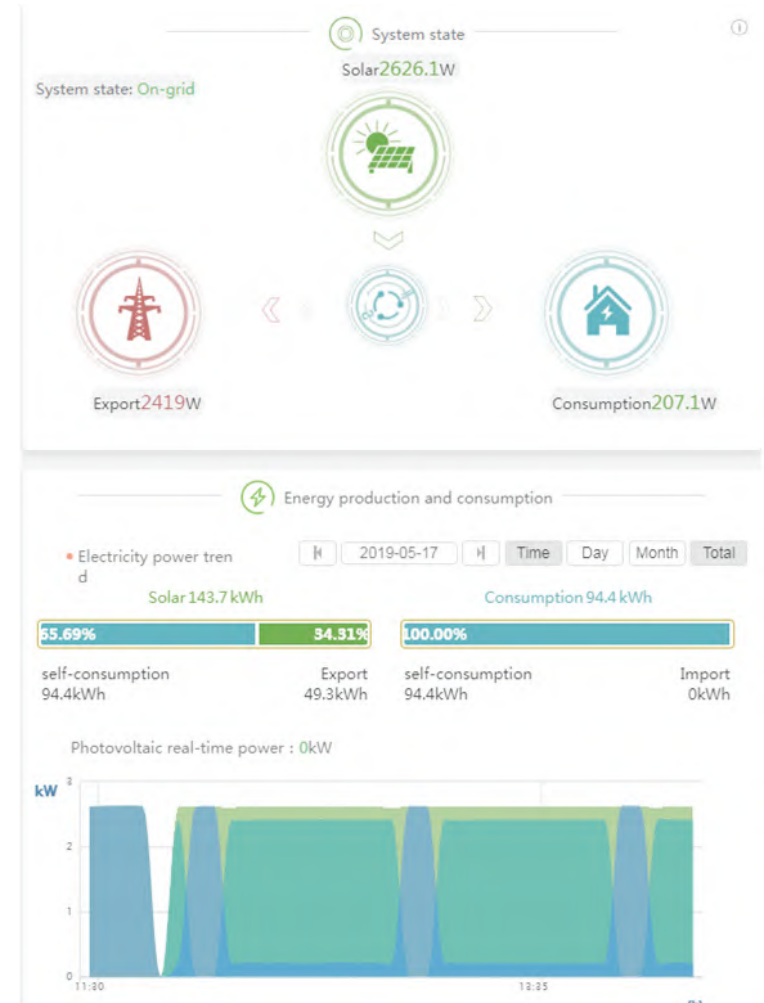 System state
Solar2626.1W
System state: On-grid
Export2419W
Consumption207.1W
Energy production and consumption
Electricity power tren
d
2019-05-17
Time
Day
Month
Total
Solar 143.7 kWh
Consumption 94.4 kWh
65.69%
34.31%
100.00%
self-consumption
94.4kWh
Export
49.3kWh
self-consumption
94.4kWh
Import
0kWh
Photovoltaic real-time power : 0kW
kW
3
2
1
0
11:30